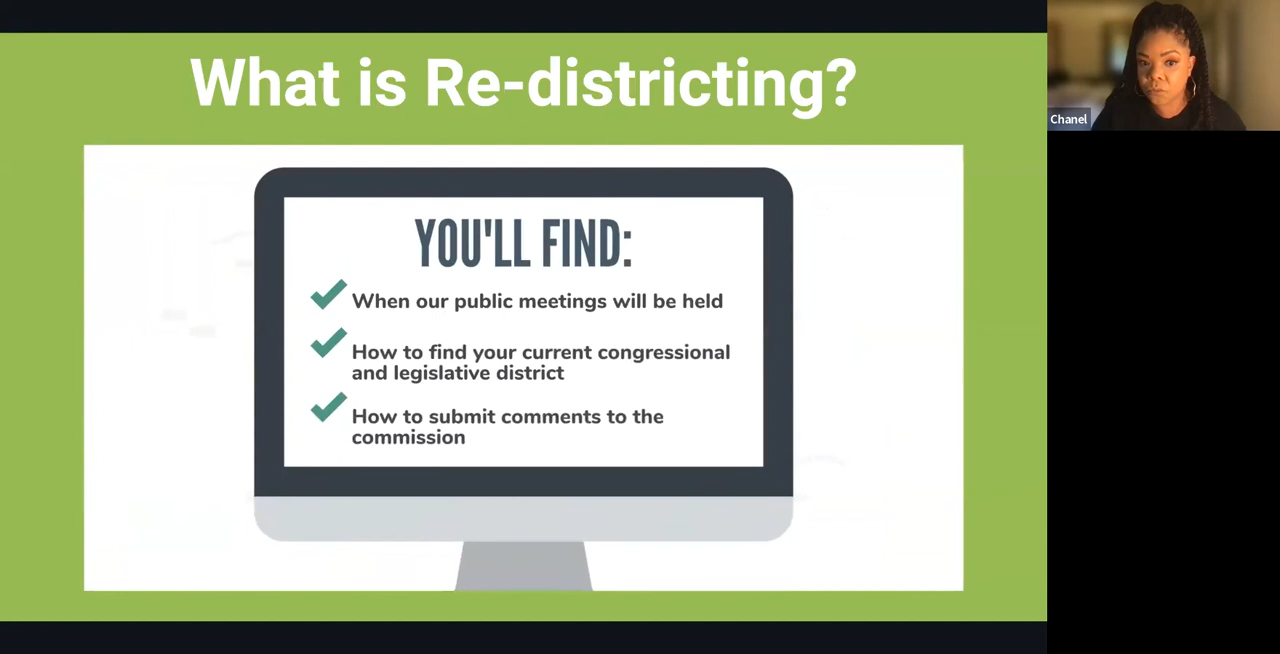 What is Re-districting?
Chanel
YOU'LL FIND:
When our public meetings will be held
How to find your current congressional
and legislative district
How to submit comments to the
commission